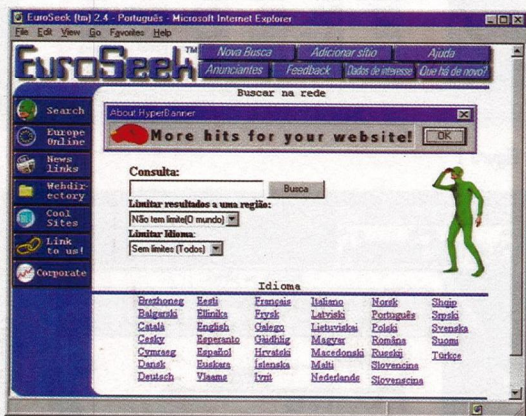 EuroSeek (tm) 2.4 - Português - Microsoft Internet Explorer
File Edit View Go Favorites Help
EuroSeek™
Nova Busca Adicionar sítio Ajuda
Anunciantes Feedback Dados de interesse Que há de novo?
Buscar na rede
Search
Europe
Online
News
links
Webdir-
ectory
Cool
Sites
Link
to us!
Corporate
About HyperBanner
More hits for your website! OK
Consulta:
Busca
Limitar resultados a uma região:
Não tem limite(O mundo)
Limitar Idioma:
Sem limites (Todos)
Idioma
Brezhoneg Eesti Français Italiano Norsk Shqip
Balgarski Ellinika Frysk Latviski Português Srpski
Català English Galego Lietuviskai Polski Svenska
Cesky Esperanto Gàidhlig Magyar Româna Suomi
Cymraeg Español Hrvatski Macedonski Russkij Türkçe
Dansk Euskara Islenska Malti Slovencina
Deutsch Vlaams Ivrit Nederlands Slovenscina